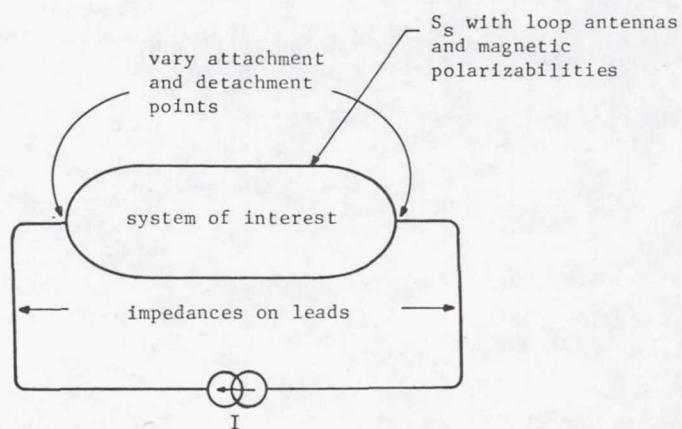 S_s with loop antennas
and magnetic
polarizabilities
vary attachment
and detachment
points
system of interest
impedances on leads
I